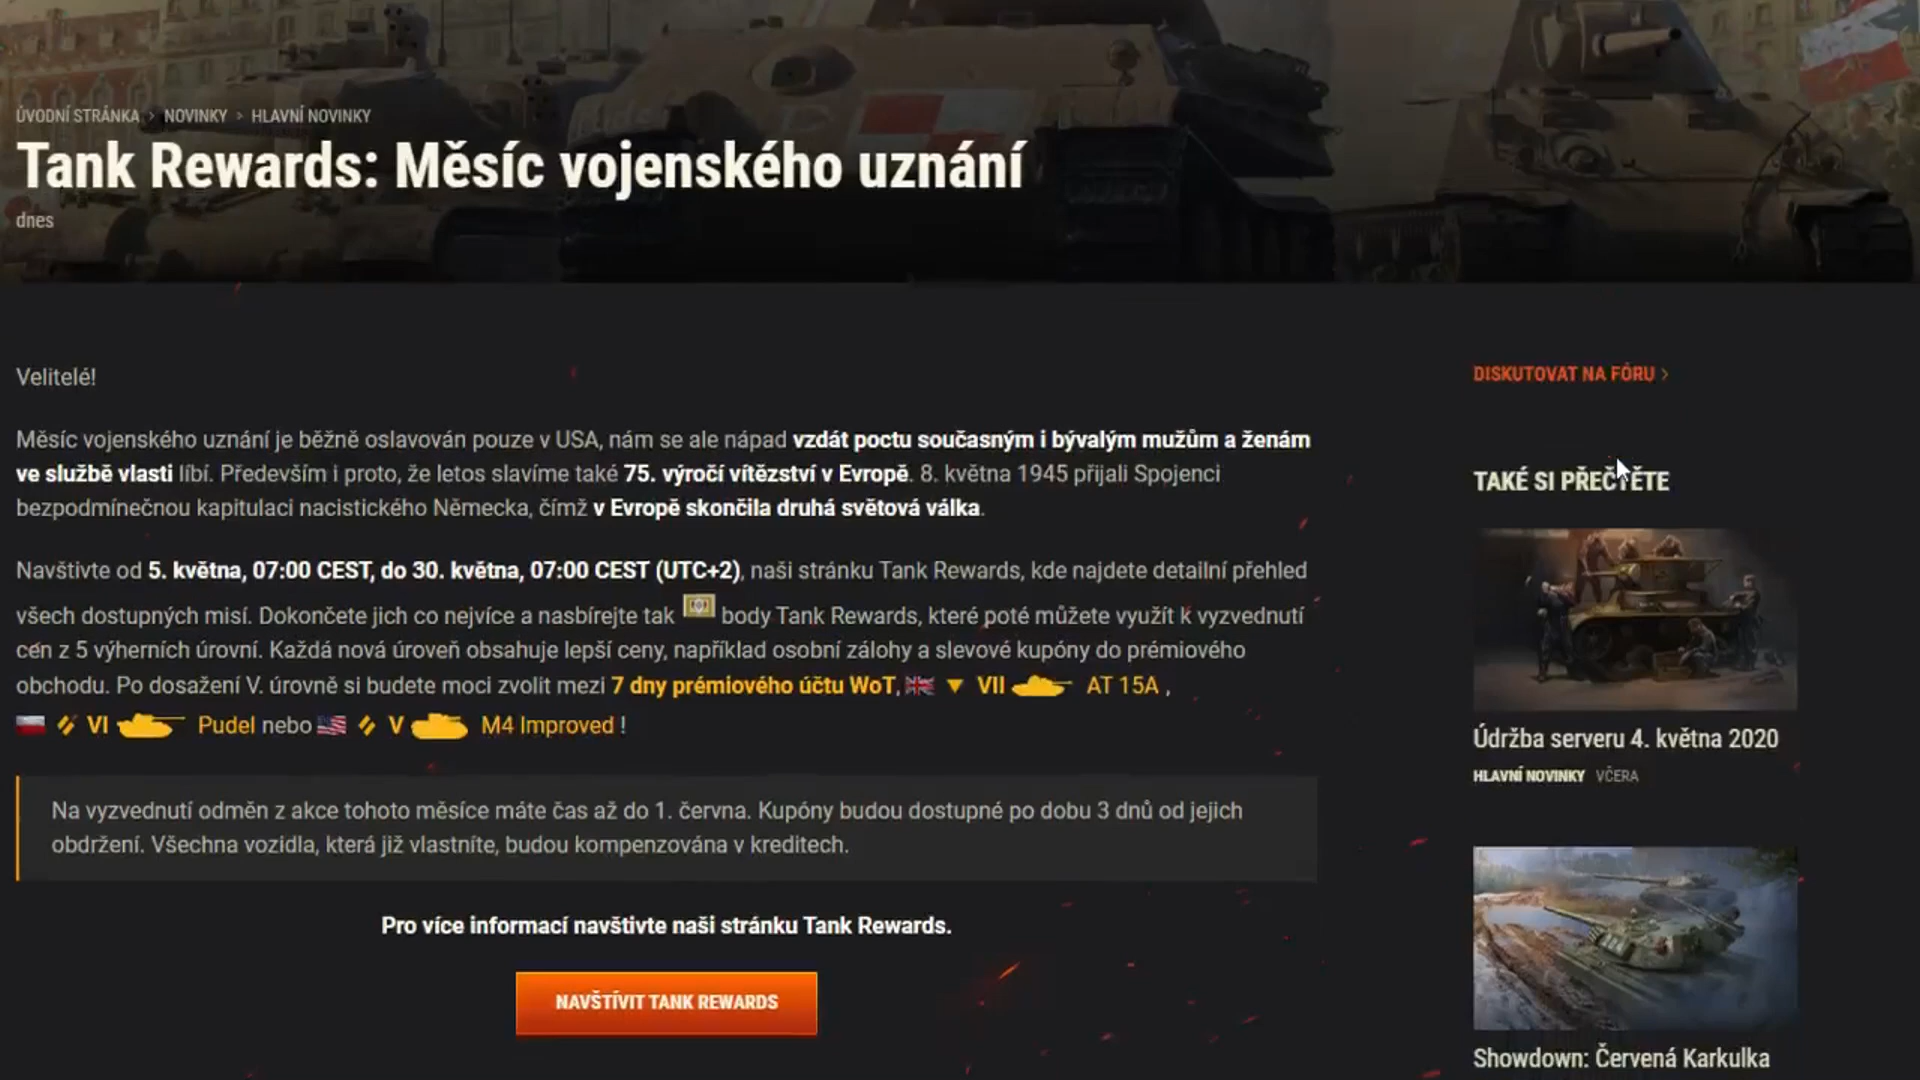 ÚVODNÍ STRÁNKA > NOVINKY > HLAVNÍ NOVINKY
Tank Rewards: Měsíc vojenského uznání
dnes
Velitelé!
Měsíc vojenského uznání je běžně oslavován pouze v USA, nám se ale nápad vzdát poctu současným i bývalým mužům a ženám
ve službě vlasti líbí. Především i proto, že letos slavíme také 75. výročí vítězství v Evropě. 8. května 1945 přijali Spojenci
bezpodmínečnou kapitulaci nacistického Německa, čímž v Evropě skončila druhá světová válka.
Navštivte od 5. května, 07:00 CEST, do 30. května, 07:00 CEST (UTC+2), naši stránku Tank Rewards, kde najdete detailní přehled
všech dostupných misí. Dokončete jich co nejvíce a nasbírejte tak body Tank Rewards, které poté můžete využít k vyzvednutí
cen z 5 výherních úrovní. Každá nová úroveň obsahuje lepší ceny, například osobní zálohy a slevové kupóny do prémiového
obchodu. Po dosažení V. úrovně si budete moci zvolit mezi 7 dny prémiového účtu WoT, VII AT 15A ,
VI Pudel nebo V M4 Improved !
Na vyzvednutí odměn z akce tohoto měsíce máte čas až do 1. června. Kupóny budou dostupné po dobu 3 dnů od jejich
obdržení. Všechna vozidla, která již vlastníte, budou kompenzována v kreditech.
Pro více informací navštivte naši stránku Tank Rewards.
NAVŠTÍVIT TANK REWARDS
DISKUTOVAT NA FÓRU >
TAKÉ SI PŘEČTĚTE
Údržba serveru 4. května 2020
HLAVNÍ NOVINKY VČERA
Showdown: Červená Karkulka